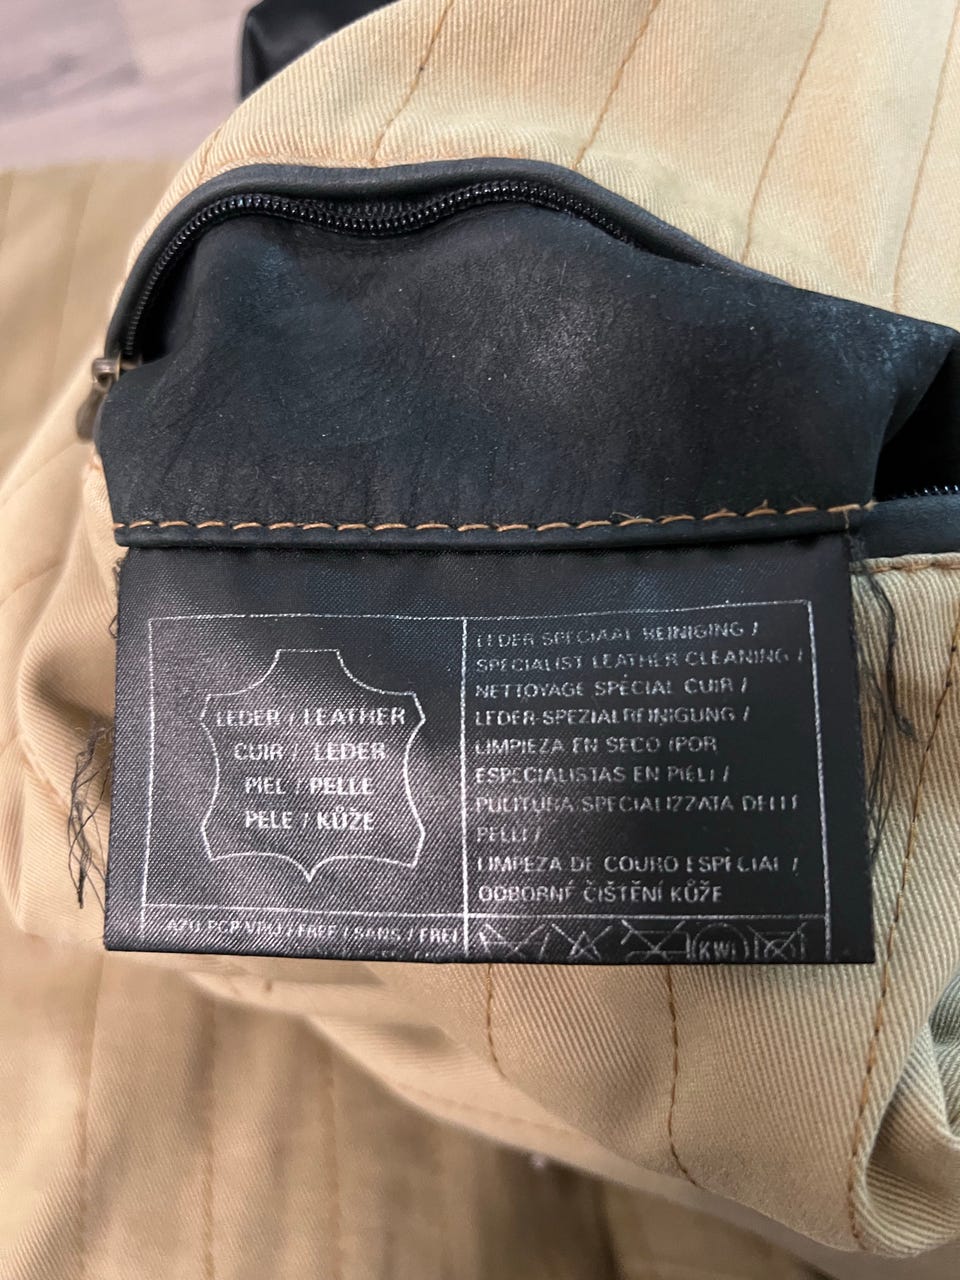 LEDER / LEATHER
CUIR / LEDER
PIEL / PELLE
PELE / KŮŽE
LEDER SPECIAAL REINIGING /
SPECIALIST LEATHER CLEANING /
NETTOYAGE SPÉCIAL CUIR /
LEDER-SPEZIALREINIGUNG /
LIMPIEZA EN SECO (POR
ESPECIALISTAS EN PIEL) /
PULITURA SPECIALIZZATA DELLE
PELLI /
LIMPEZA DE COURO ESPÈCIAL /
ODBORNÉ ČIŠTĚNÍ KŮŽE
AZO PCP VRIJ / FREE / SANS / FREI
KWL